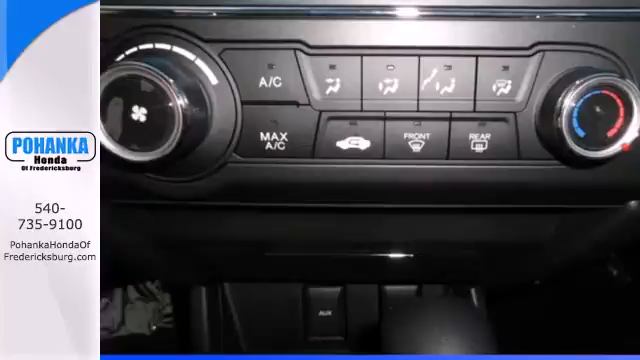 POHANKA
Honda
Of Fredericksburg
540-
735-9100
PohankaHondaOf
Fredericksburg.com
A/C
MAX
A/C
FRONT
REAR
AUX